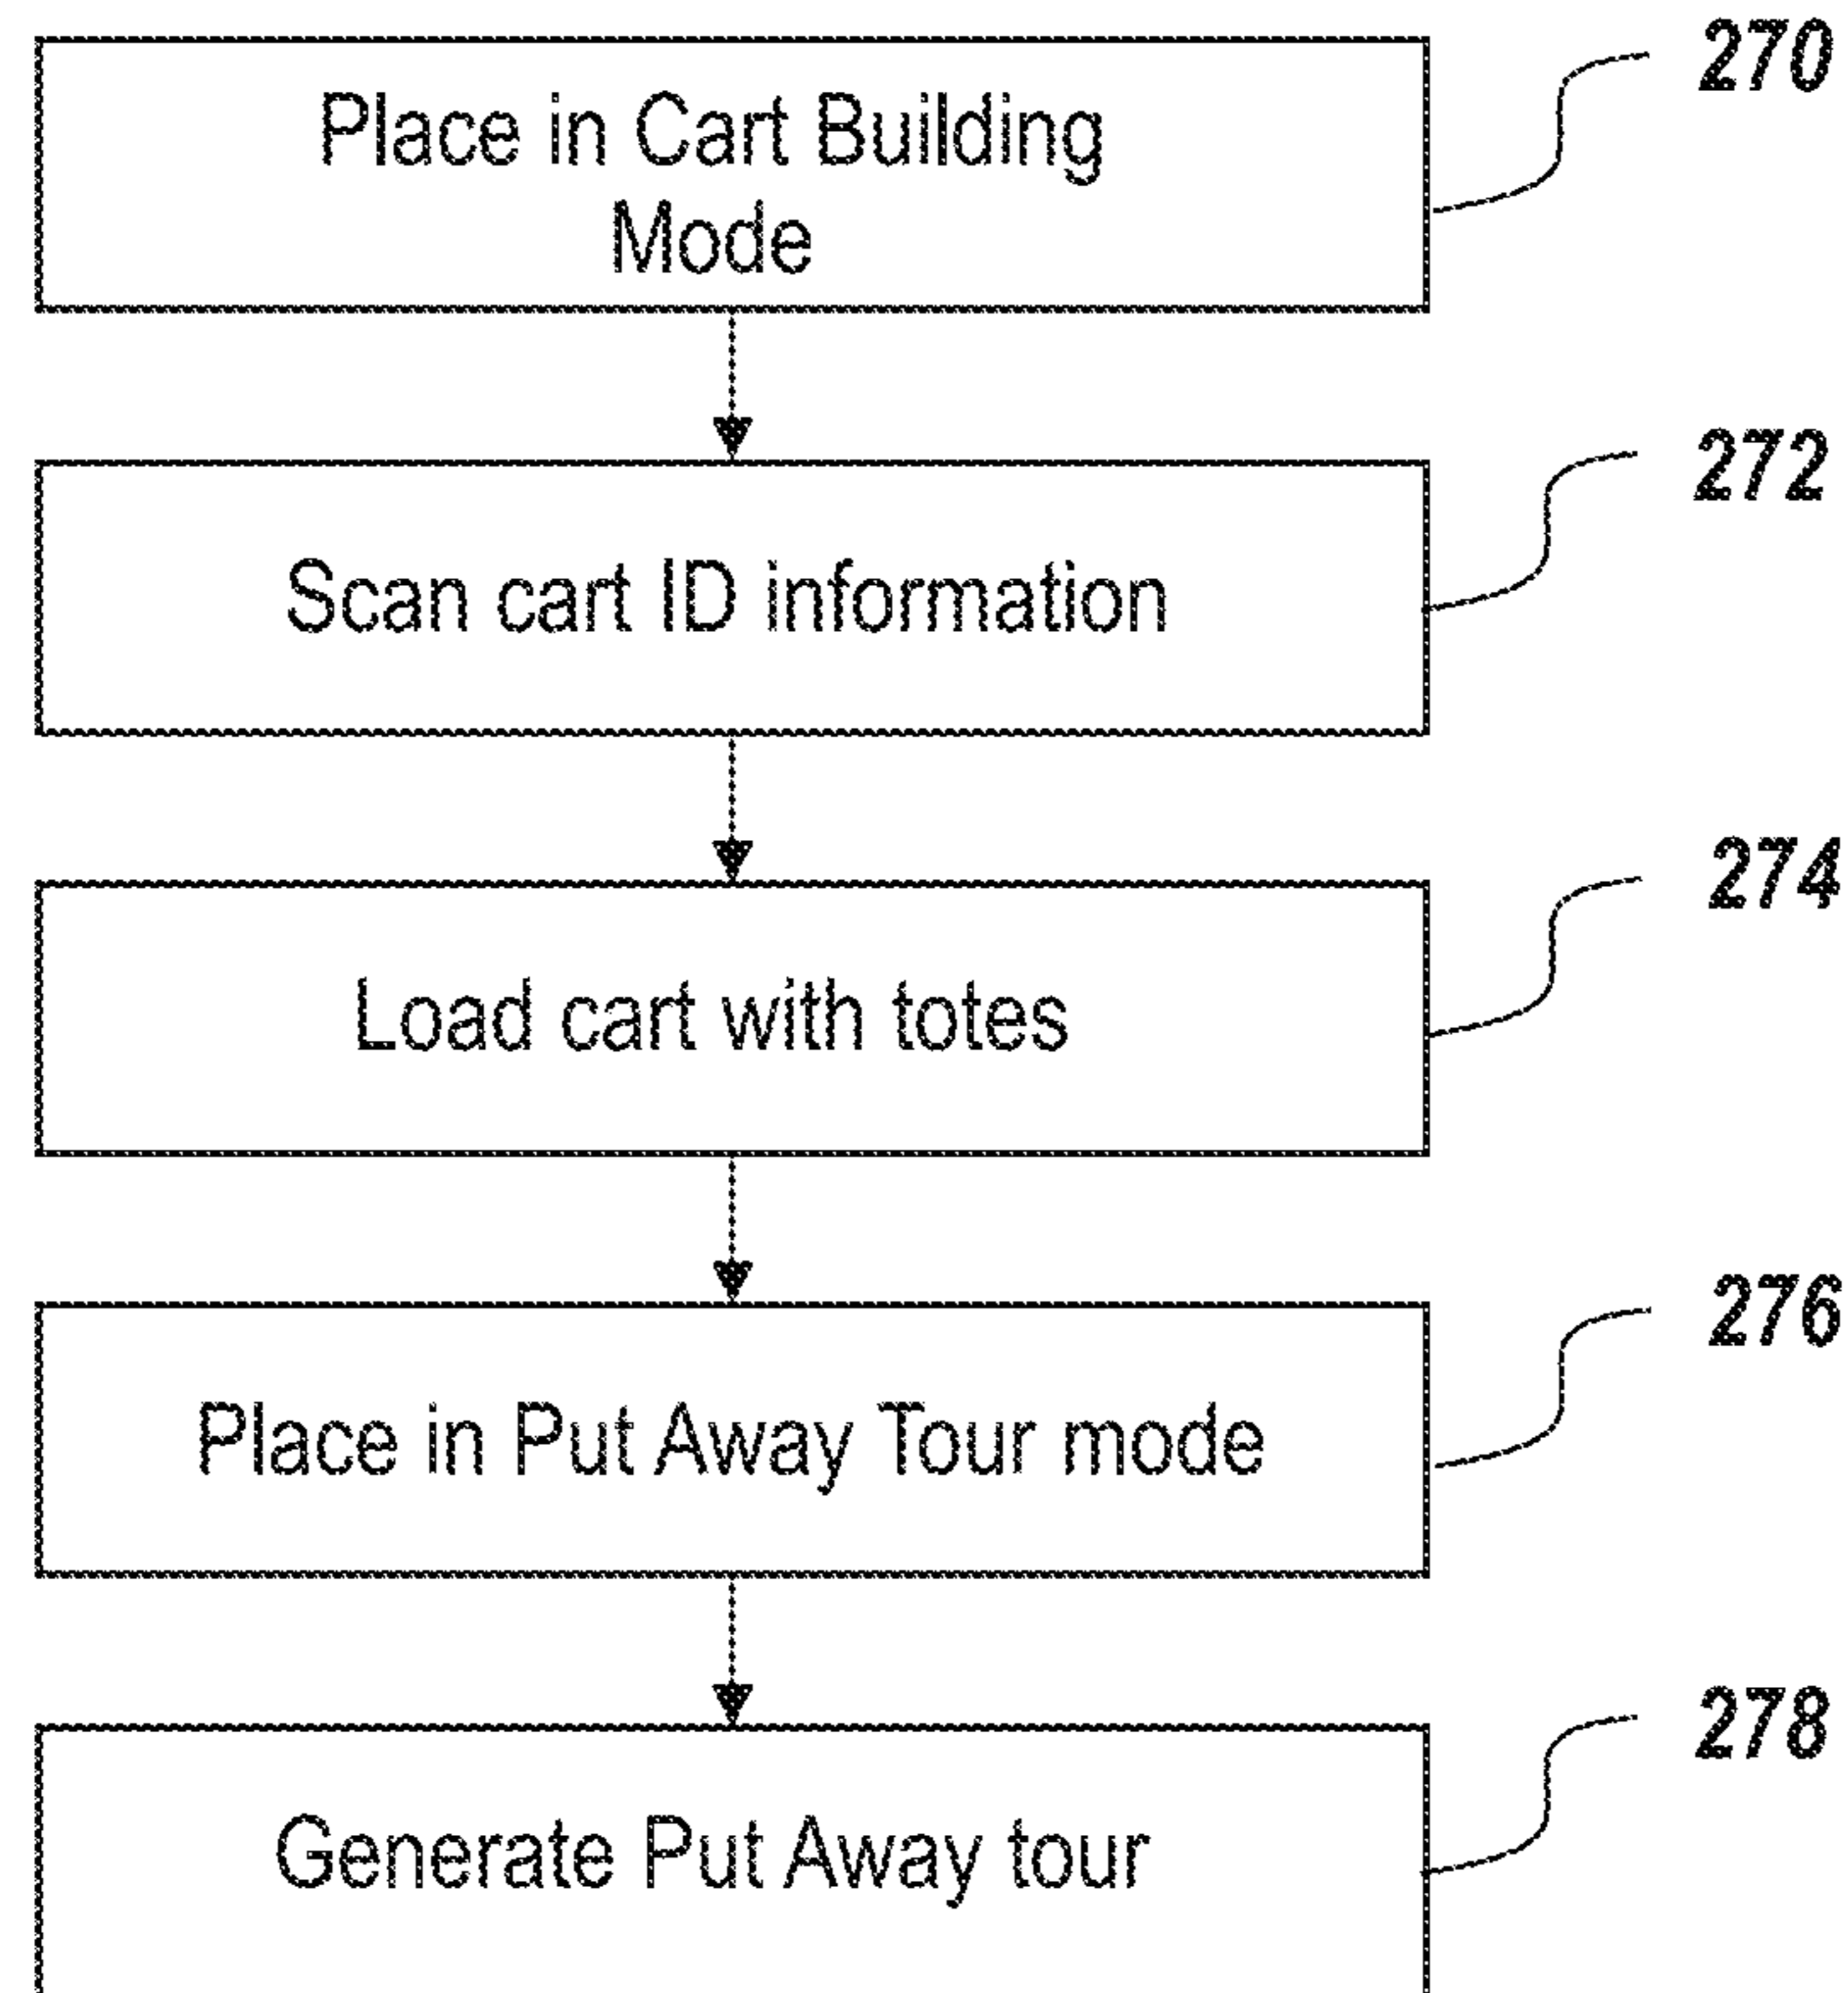 270
Place in Cart Building
Mode
272
Scan cart ID information
274
Load cart with totes
276
Place in Put Away Tour mode
278
Generate Put Away tour